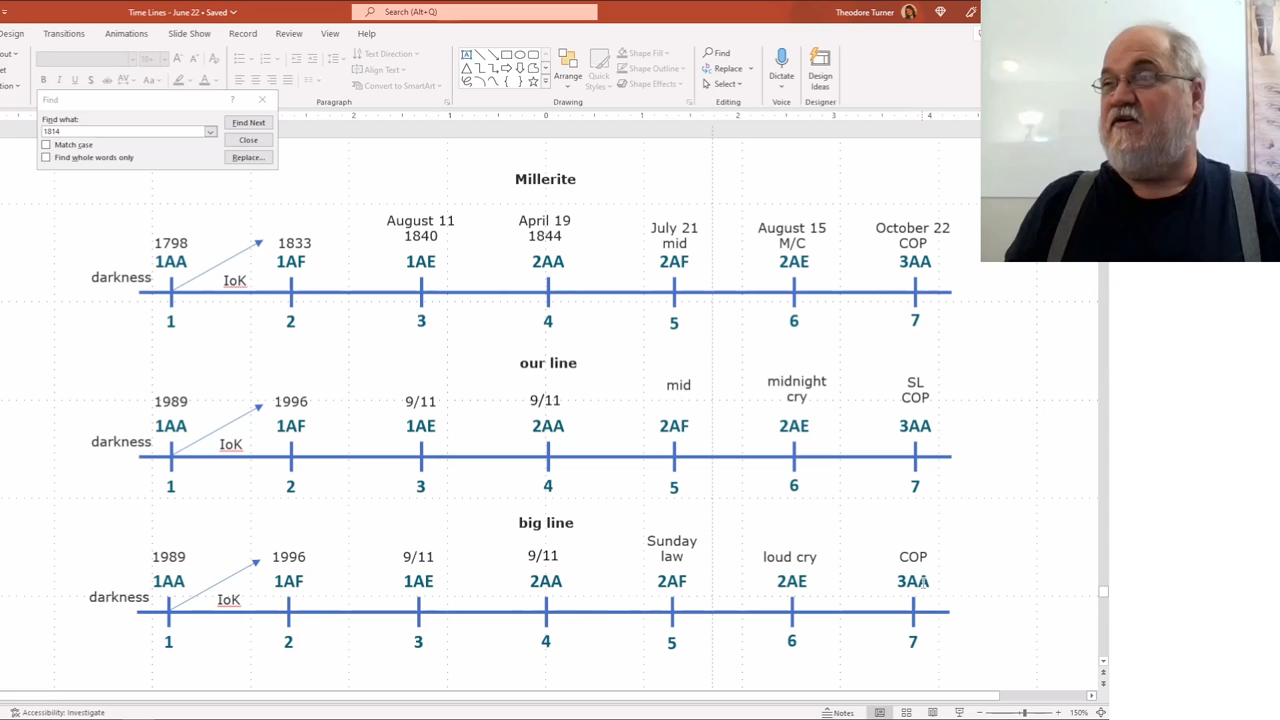 Time Lines - June 22 • Saved
Search (Alt+Q)
Theodore Turner
Design
Transitions
Animations
Slide Show
Record
Review
View
Help
Text Direction
Align Text
Convert to SmartArt
Paragraph
Arrange
Quick
Styles
Shape Fill
Shape Outline
Shape Effects
Drawing
Find
Replace
Select
Editing
Dictate
Voice
Design
Ideas
Designer
Find
?
Find what:
1814
Match case
Find whole words only
Find Next
Close
Replace...
Millerite
1798
1833
August 11
1840
April 19
1844
July 21
mid
August 15
M/C
October 22
COP
1AA 1AF 1AE 2AA 2AF 2AE 3AA
darkness
IoK
1 2 3 4 5 6 7
our line
1989
1996
9/11
9/11
mid
midnight
cry
SL
COP
1AA 1AF 1AE 2AA 2AF 2AE 3AA
darkness
IoK
1 2 3 4 5 6 7
big line
1989
1996
9/11
9/11
Sunday
law
loud cry
COP
1AA 1AF 1AE 2AA 2AF 2AE 3AA
darkness
IoK
1 2 3 4 5 6 7
Accessibility: Investigate
Notes
150%